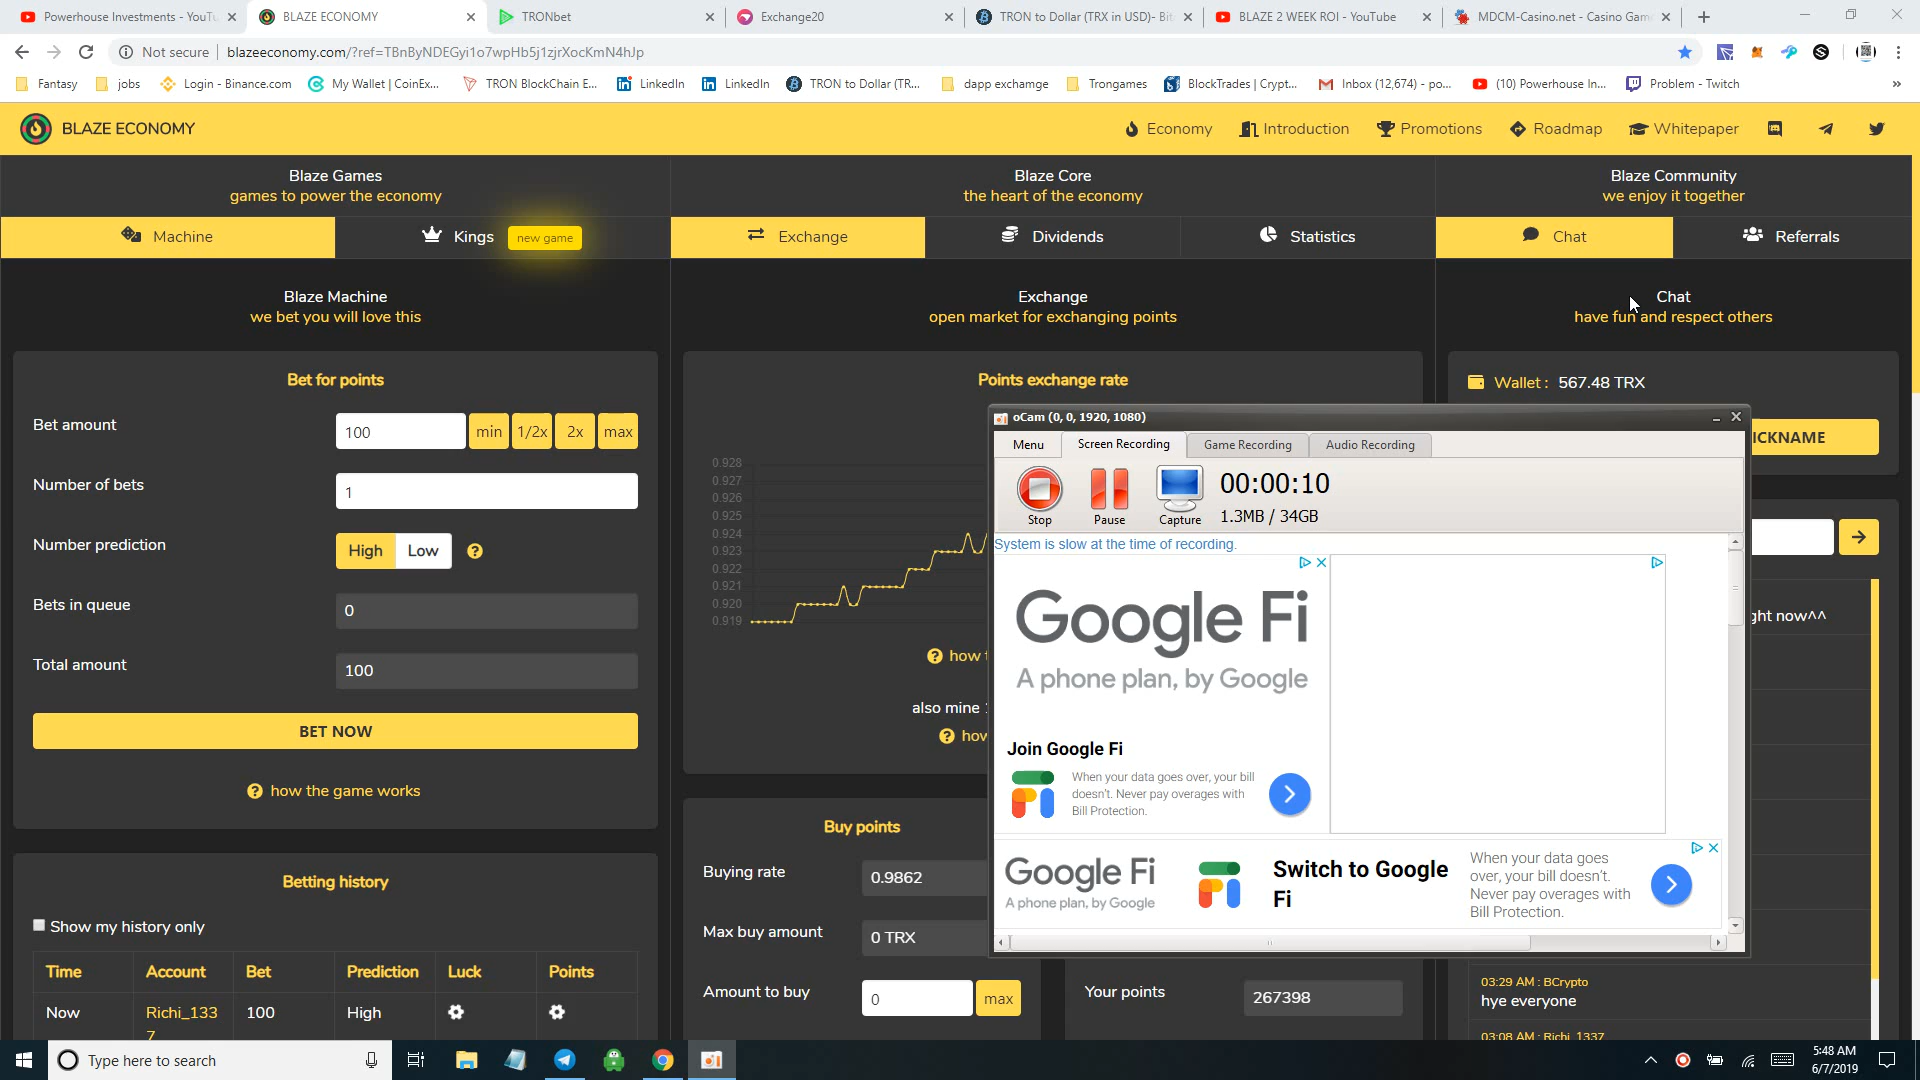 Powerhouse Investments - YouTu
BLAZE ECONOMY
TRONbet
Exchange20
TRON to Dollar (TRX in USD)- Bit
BLAZE 2 WEEK ROI - YouTube
MDCM-Casino.net - Casino Gam
Not secure
blazeeconomy.com/?ref=TBnByNDEGyi1o7wpHb5j1zjrXocKmN4hJp
Fantasy
jobs
Login - Binance.com
My Wallet | CoinEx...
TRON BlockChain E...
LinkedIn
LinkedIn
TRON to Dollar (TR...
dapp exchamge
Trongames
BlockTrades | Crypt...
Inbox (12,674) - po...
(10) Powerhouse In...
Problem - Twitch
»
BLAZE ECONOMY
Economy
Introduction
Promotions
Roadmap
Whitepaper
Blaze Games
games to power the economy
Machine
Kings
new game
Blaze Machine
we bet you will love this
Bet for points
Bet amount
100
min
1/2x
2x
max
Number of bets
1
Number prediction
High
Low
?
Bets in queue
0
Total amount
100
BET NOW
? how the game works
Betting history
Show my history only
Time Account Bet Prediction Luck Points
Now Richi_133 100 High
7
Blaze Core
the heart of the economy
Exchange
Dividends
Statistics
Exchange
open market for exchanging points
Points exchange rate
0.928
0.927
0.926
0.925
0.924
0.923
0.922
0.921
0.920
0.919
? how t
also mine
? how
Buy points
Buying rate
0.9862
Max buy amount
0 TRX
Amount to buy
0
max
Your points
267398
Blaze Community
we enjoy it together
Chat
Referrals
Chat
have fun and respect others
Wallet : 567.48 TRX
ICKNAME
ght now^^
03:29 AM : BCrypto
hye everyone
03:08 AM : Richi_1337
oCam (0, 0, 1920, 1080)
Menu
Screen Recording
Game Recording
Audio Recording
Stop
Pause
Capture
00:00:10
1.3MB / 34GB
System is slow at the time of recording.
Google Fi
A phone plan, by Google
Join Google Fi
When your data goes over, your bill
doesn't. Never pay overages with
Bill Protection.
Google Fi
A phone plan, by Google
Switch to Google
Fi
When your data goes
over, your bill doesn't.
Never pay overages with
Bill Protection.
Type here to search
5:48 AM
6/7/2019